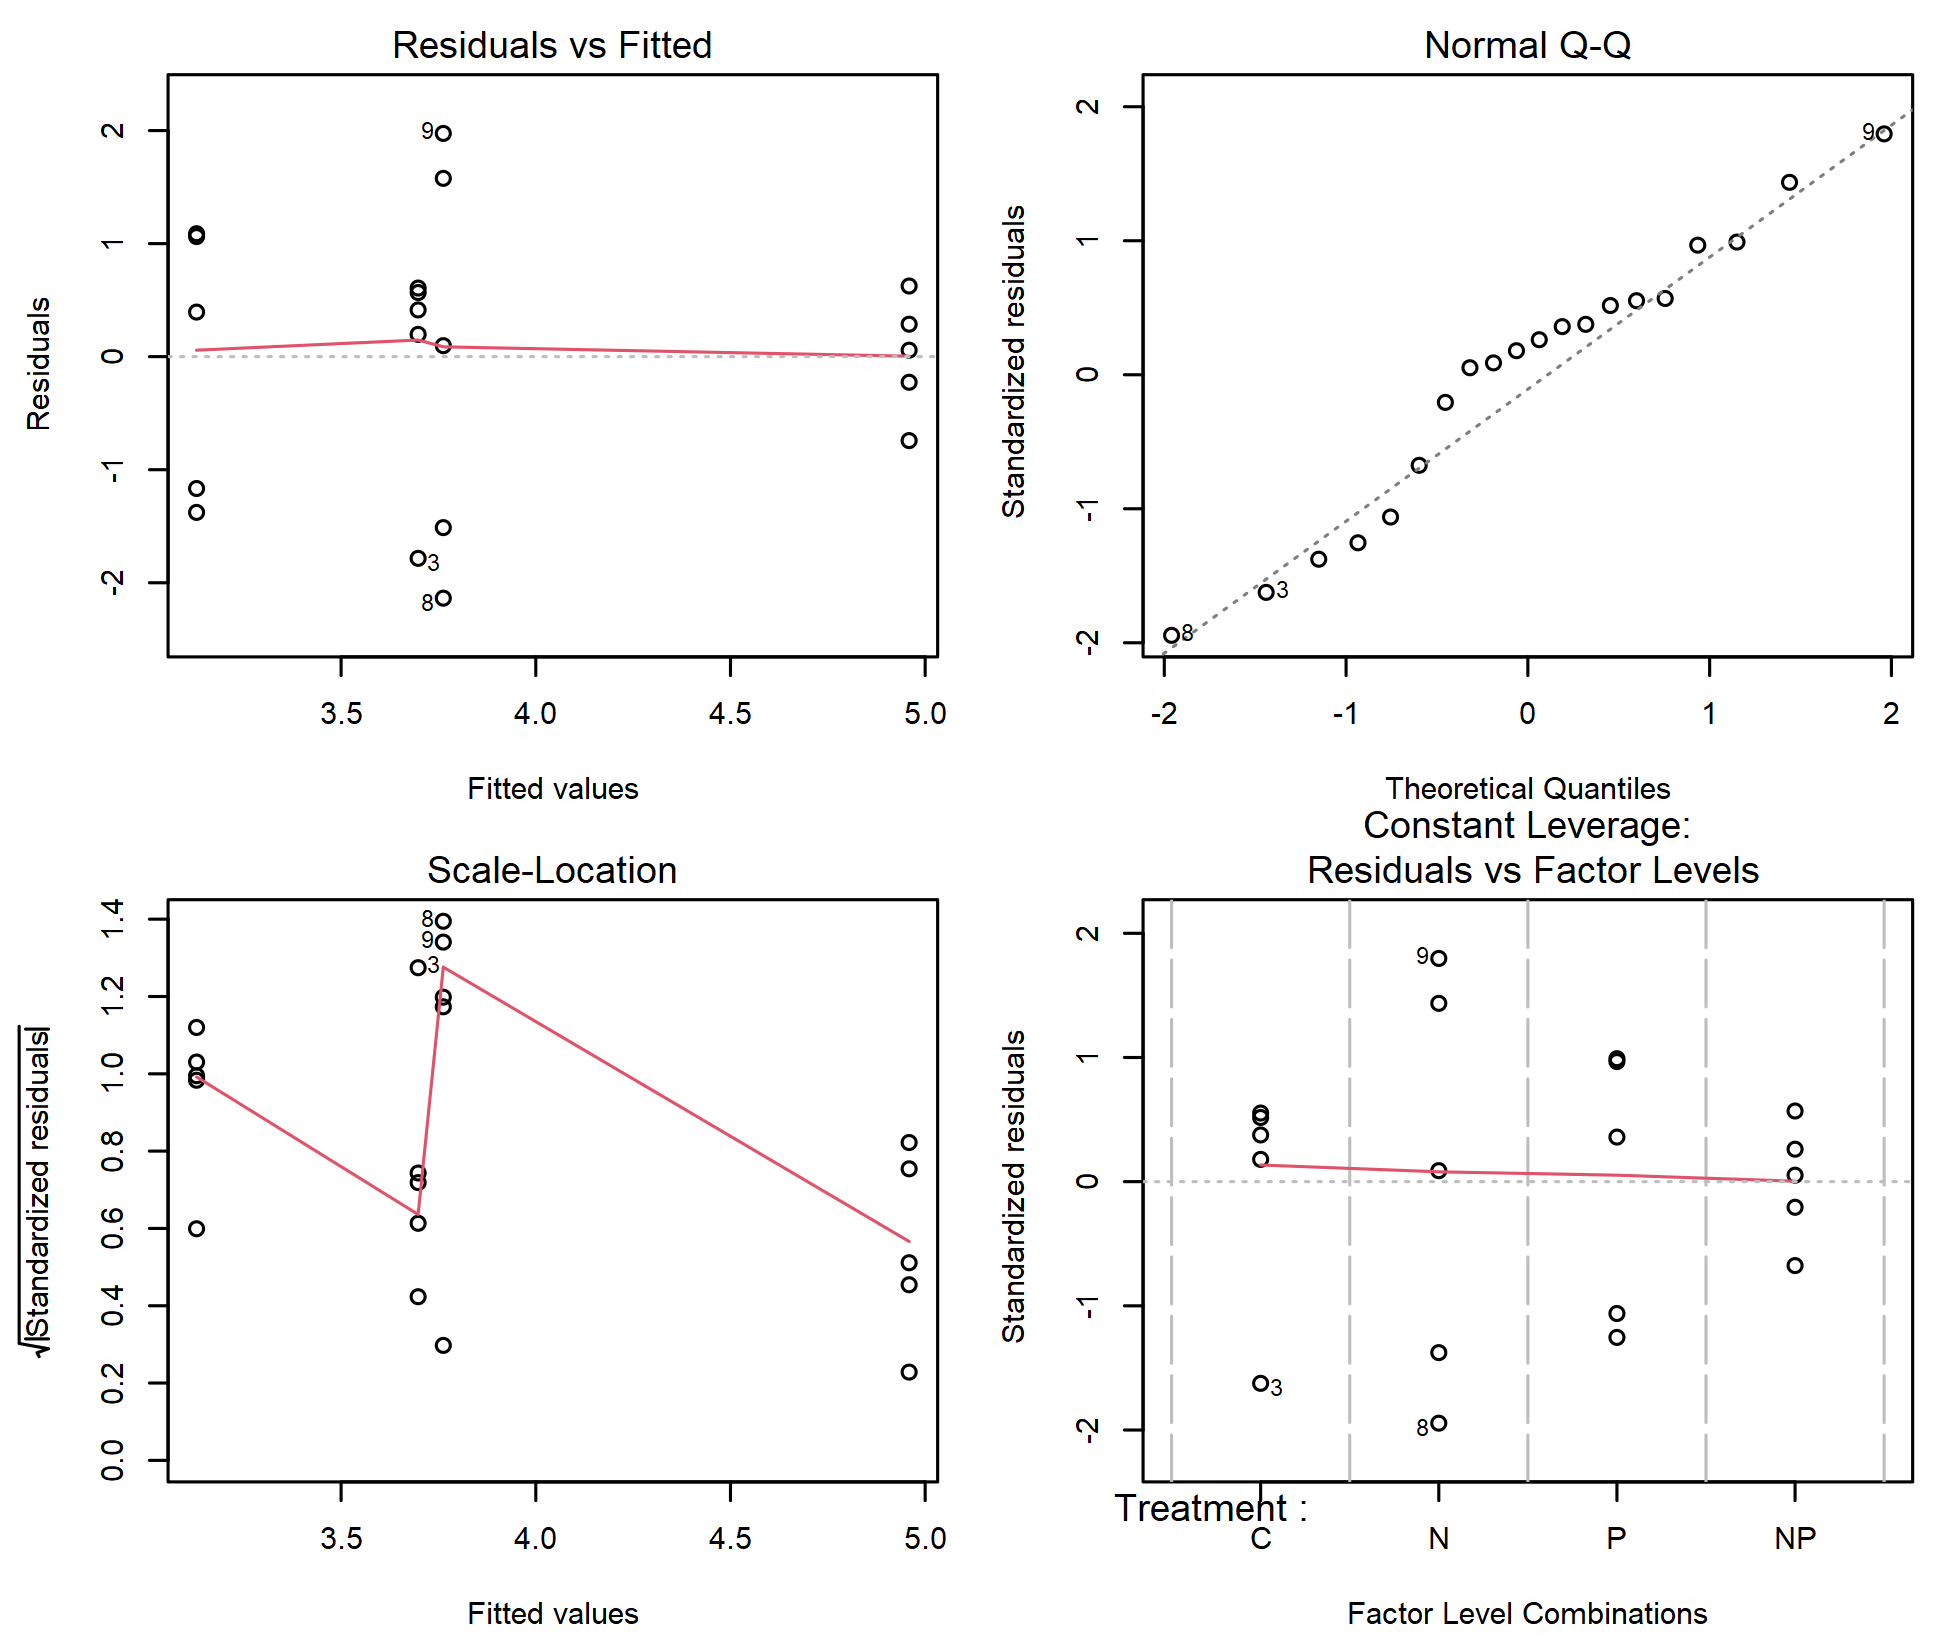 Residuals vs Fitted
Residuals
2
1
0
-1
-2
9
3
8
3.5 4.0 4.5 5.0
Fitted values
Normal Q-Q
Standardized residuals
2
1
0
-1
-2
9
3
8
-2 -1 0 1 2
Theoretical Quantiles
Scale-Location
√|Standardized residuals|
1.4
1.2
1.0
0.8
0.6
0.4
0.2
0.0
8
9
3
3.5 4.0 4.5 5.0
Fitted values
Constant Leverage:
Residuals vs Factor Levels
Standardized residuals
2
1
0
-1
-2
9
3
8
Treatment :
C N P NP
Factor Level Combinations